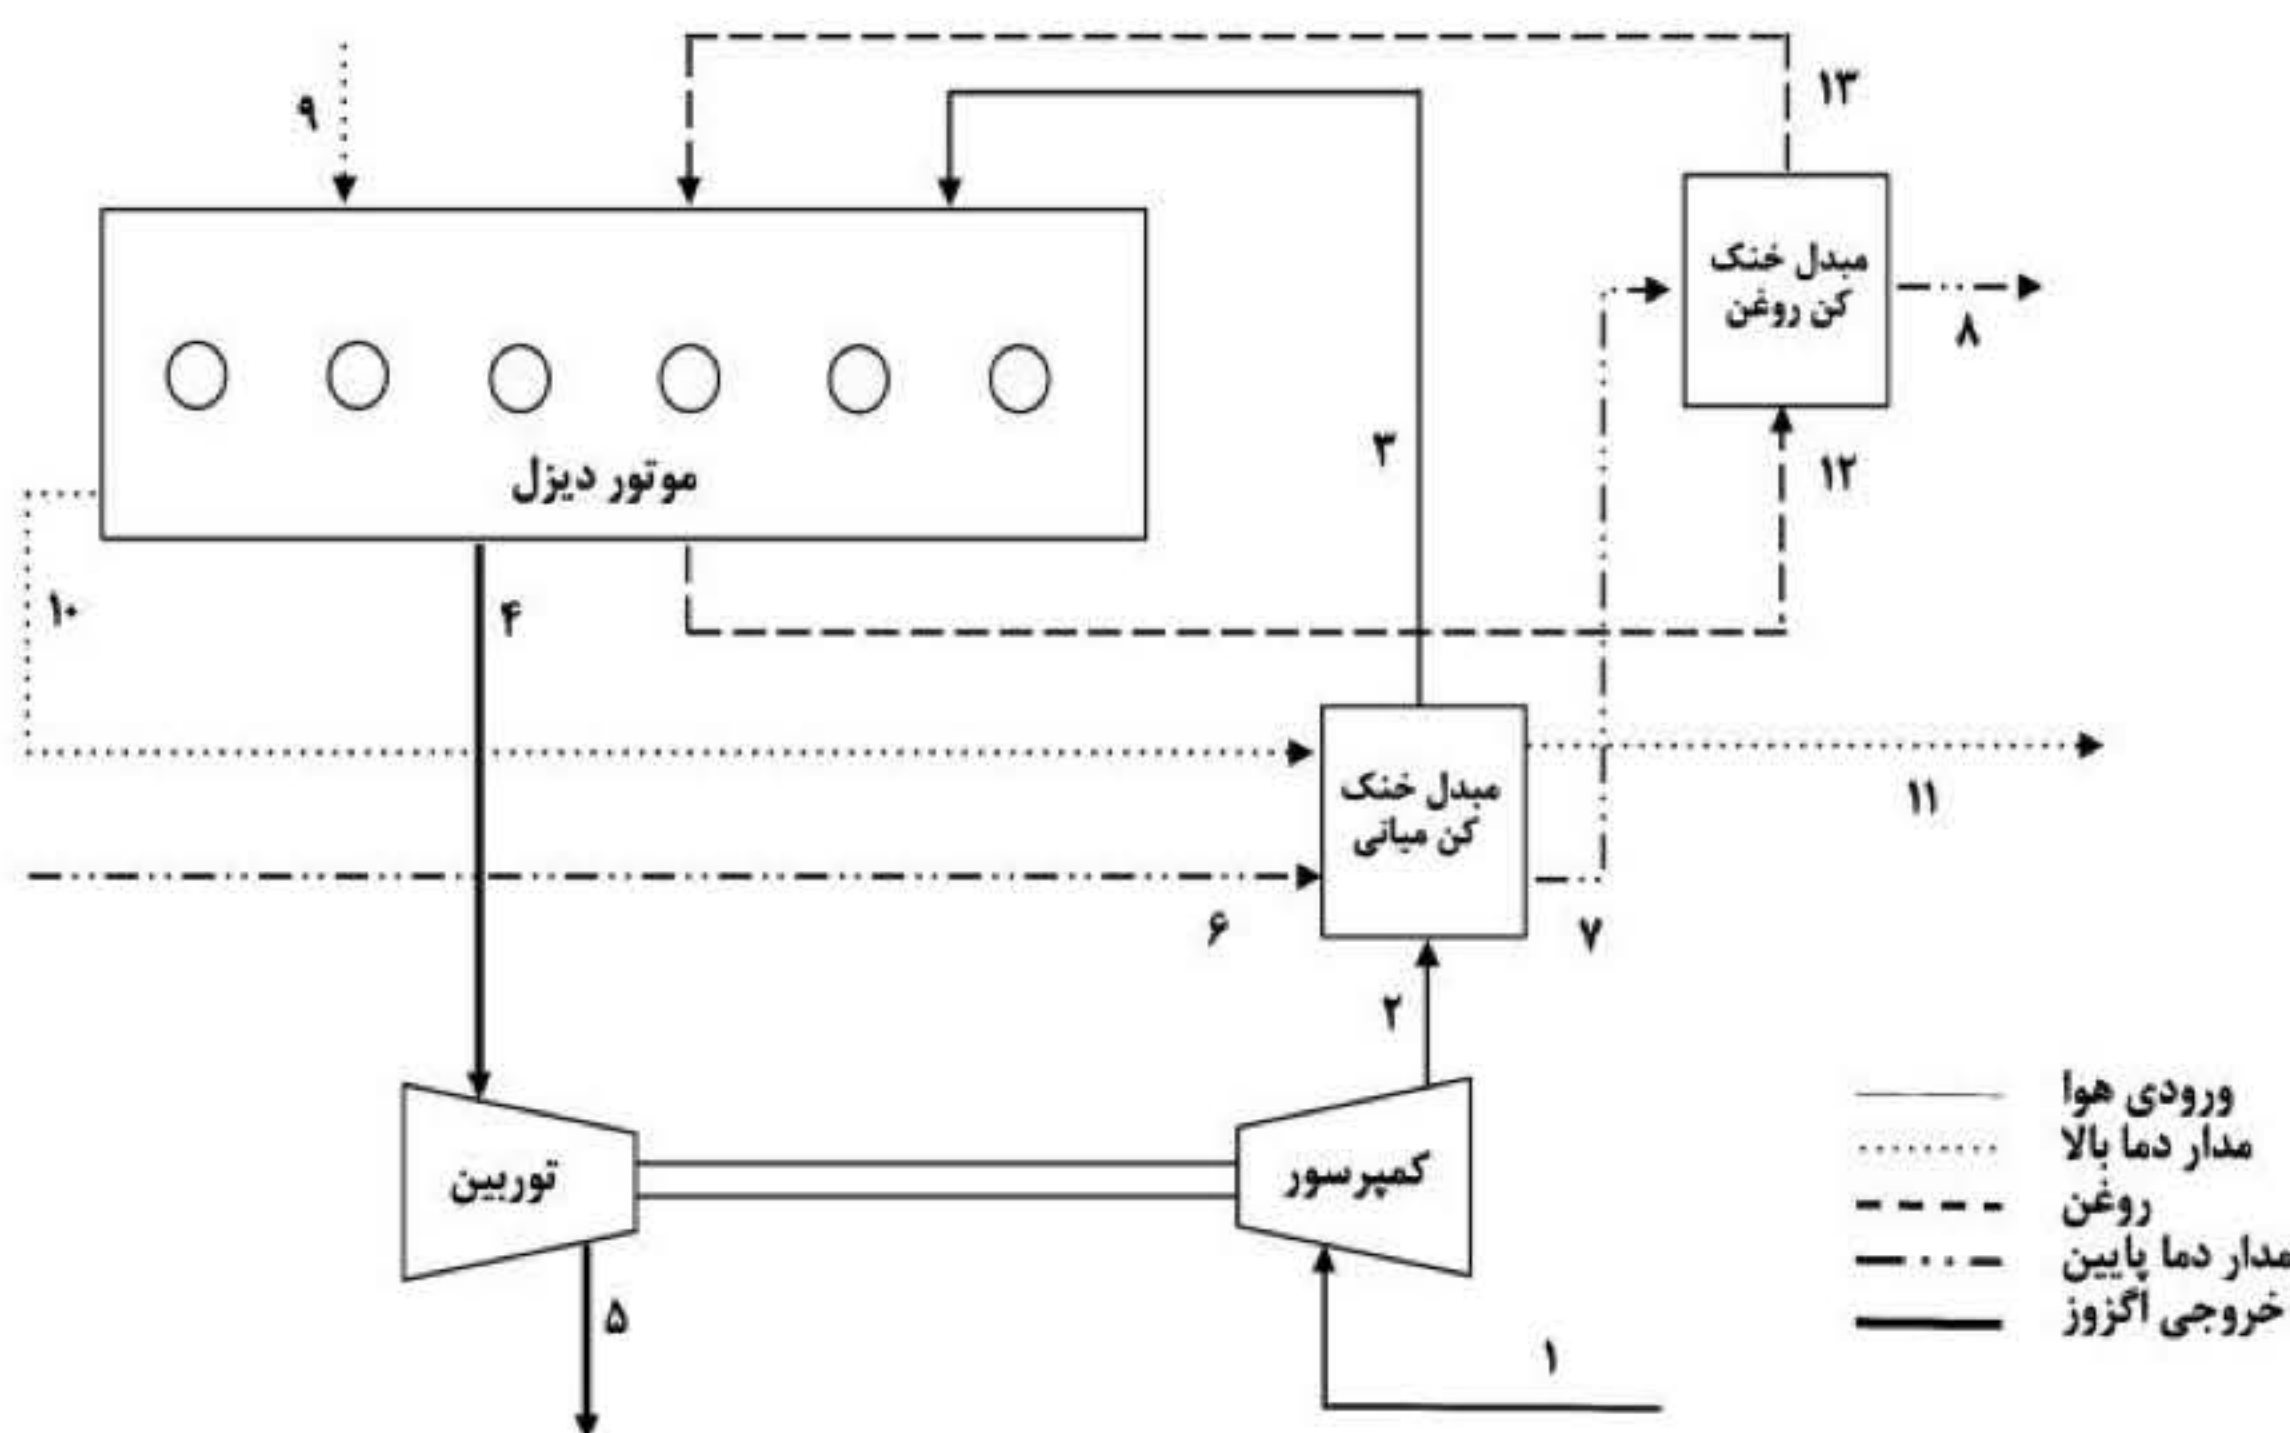 ۱۳
۹
مبدل خنک
کن روغن
۸
۳
۱۲
موتور دیزل
۱۰
۴
مبدل خنک
کن میانی
۱۱
۶
۷
۲
ورودی هوا
مدار دما بالا
توربین
کمپرسور
روغن
مدار دما پایین
خروجی اگزوز
۵
۱